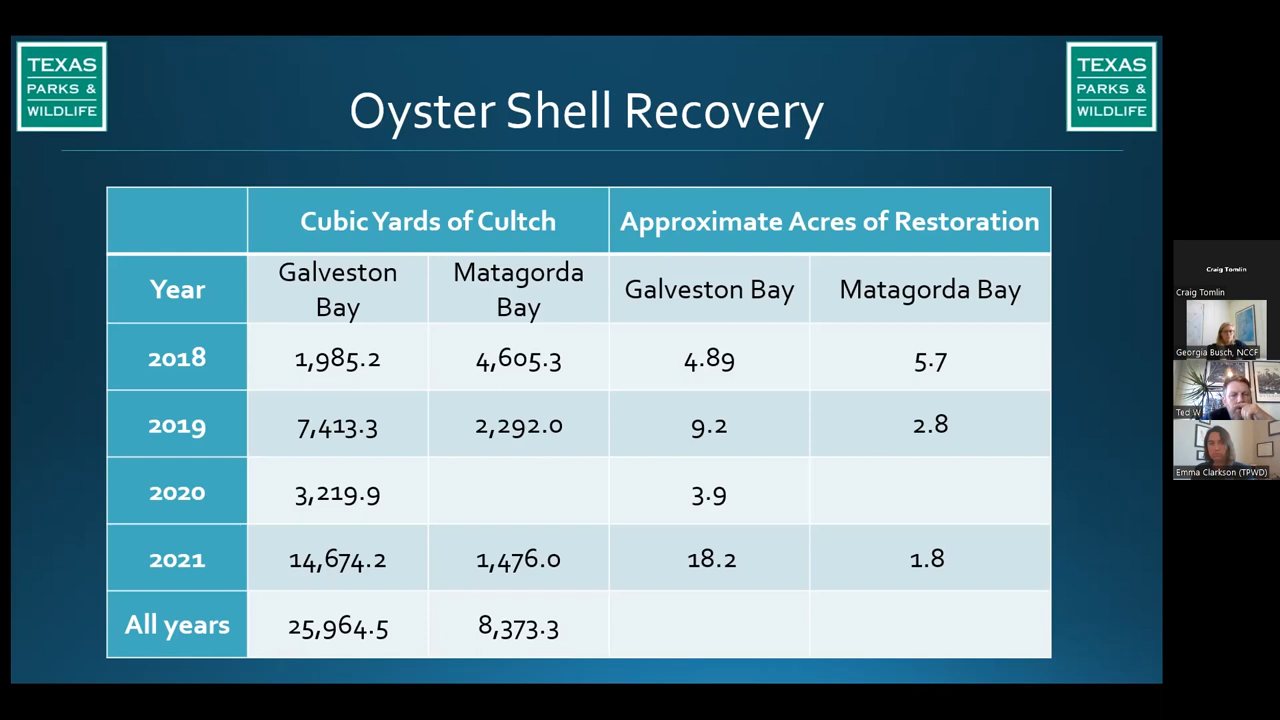 TEXAS
PARKS &
WILDLIFE
Oyster Shell Recovery
TEXAS
PARKS &
WILDLIFE
Cubic Yards of Cultch Approximate Acres of Restoration
Year Galveston Bay Matagorda Bay Galveston Bay Matagorda Bay
2018 1,985.2 4,605.3 4.89 5.7
2019 7,413.3 2,292.0 9.2 2.8
2020 3,219.9 3.9
2021 14,674.2 1,476.0 18.2 1.8
All years 25,964.5 8,373.3
Craig Tomlin
Craig Tomlin
Georgia Busch, NCCF
Ted W
Emma Clarkson (TPWD)